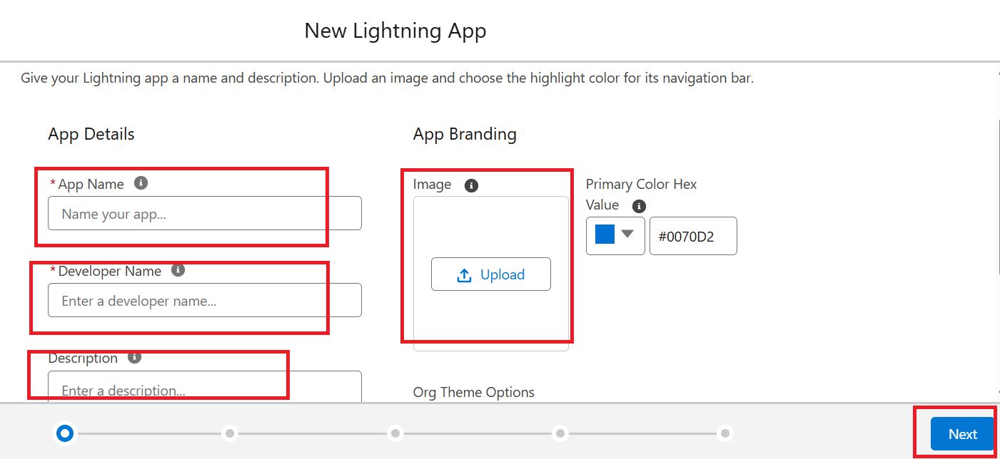 New Lightning App
Give your Lightning app a name and description. Upload an image and choose the highlight color for its navigation bar.
App Details
* App Name
Name your app...
* Developer Name
Enter a developer name...
Description
Enter a description...
App Branding
Image
Upload
Primary Color Hex
Value
#0070D2
Org Theme Options
Next